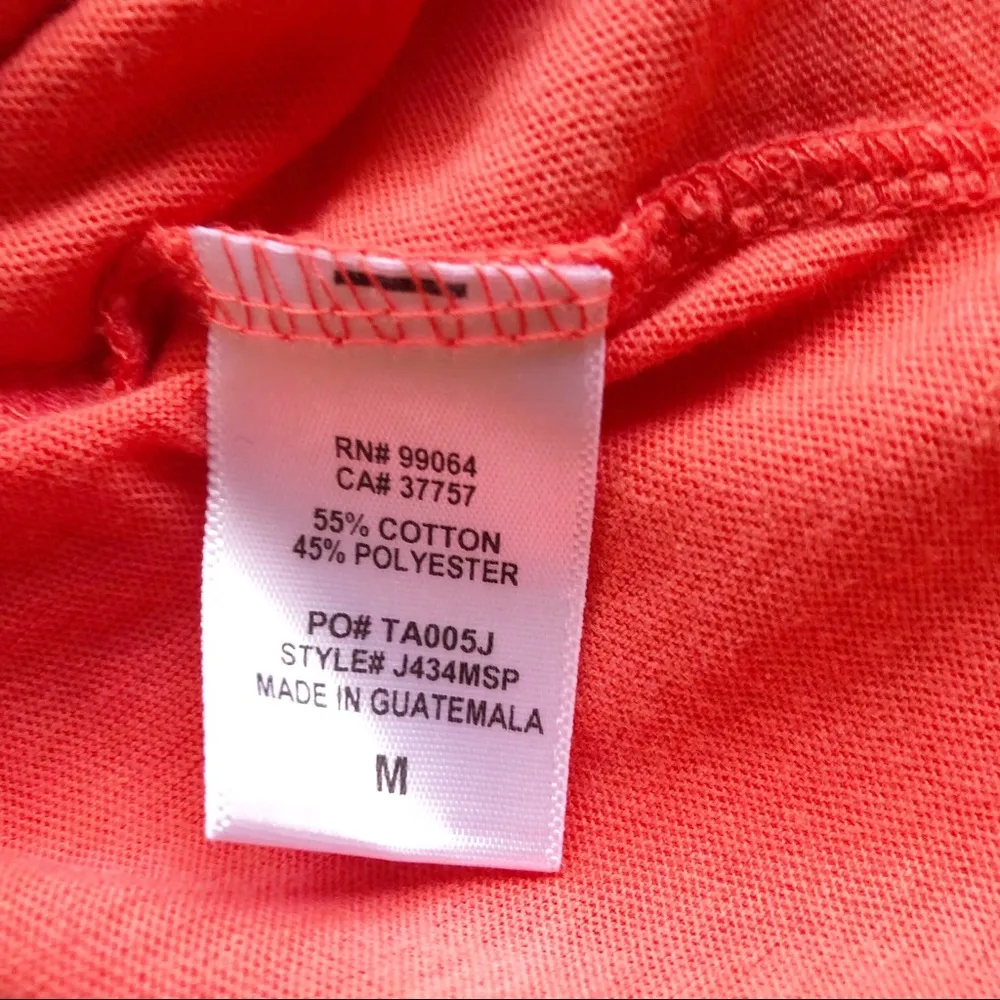 RN# 99064
CA# 37757
55% COTTON
45% POLYESTER
PO# TA005J
STYLE# J434MSP
MADE IN GUATEMALA
M